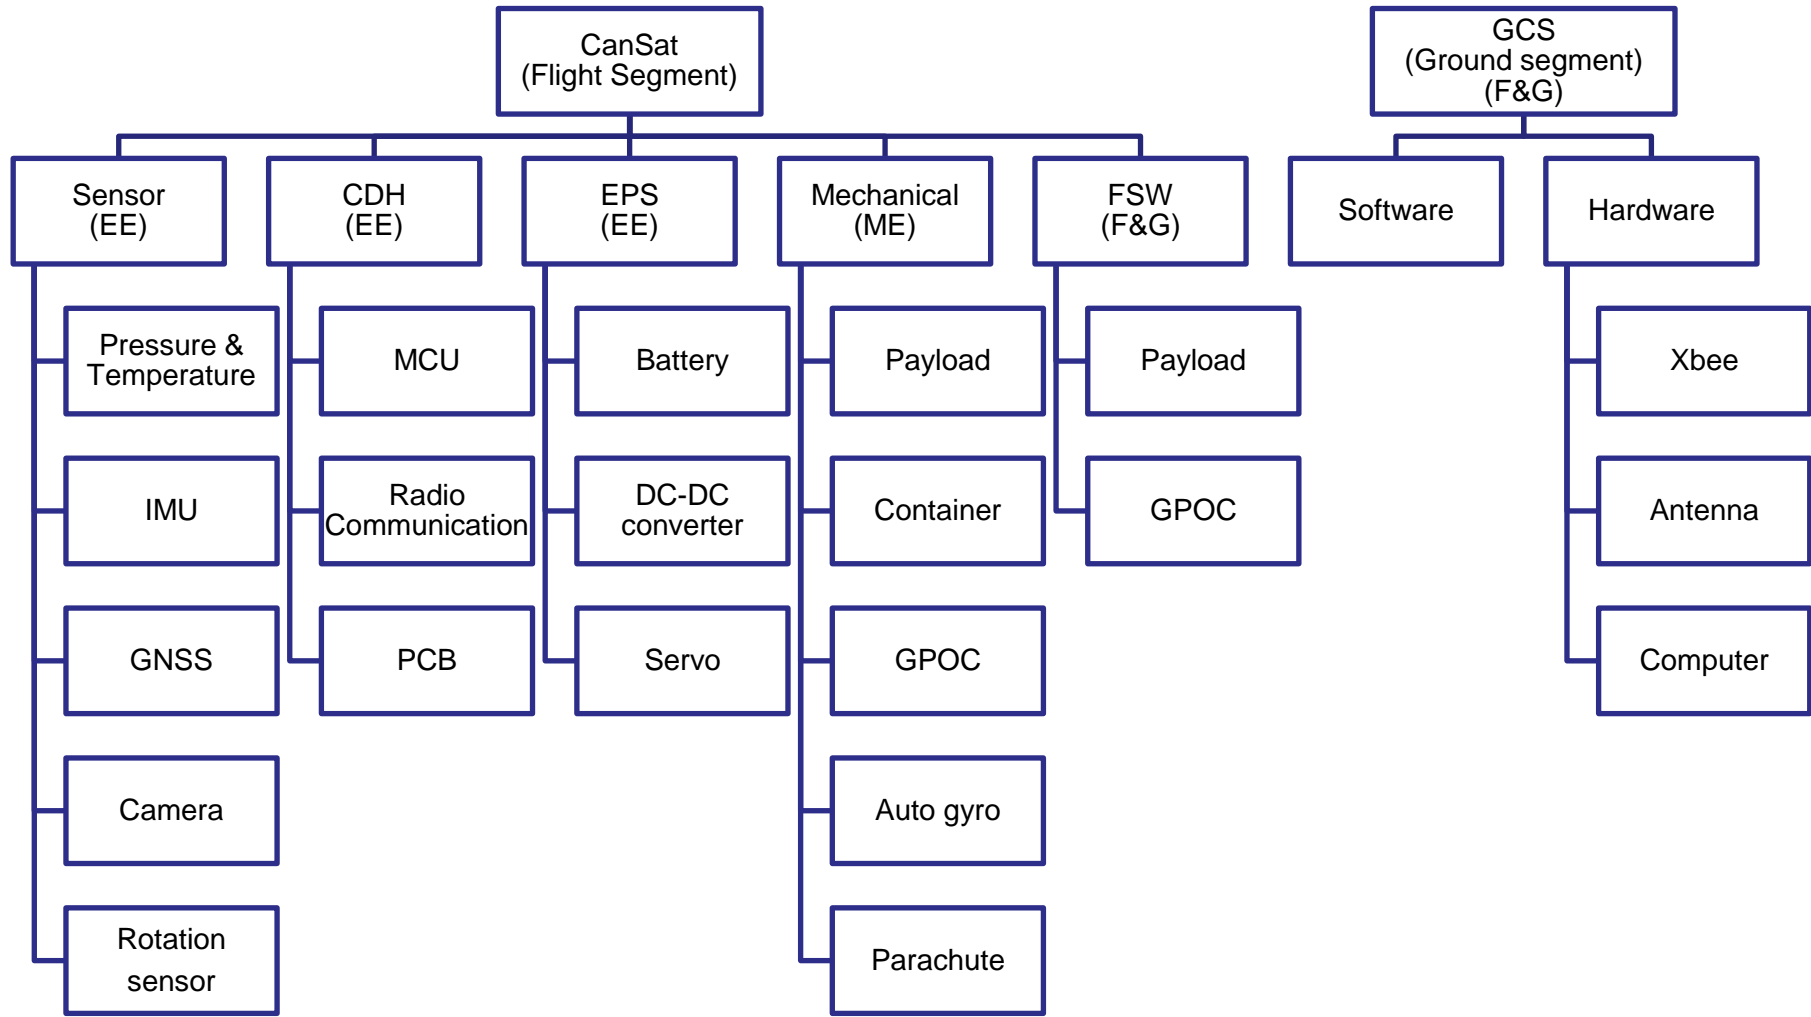 CanSat
(Flight Segment)
GCS
(Ground segment)
(F&G)
Sensor
(EE)
CDH
(EE)
EPS
(EE)
Mechanical
(ME)
FSW
(F&G)
Software
Hardware
Pressure &
Temperature
MCU
Battery
Payload
Payload
Xbee
IMU
Radio
Communication
DC-DC
converter
Container
GPOC
Antenna
GNSS
PCB
Servo
GPOC
Computer
Camera
Auto gyro
Rotation
sensor
Parachute